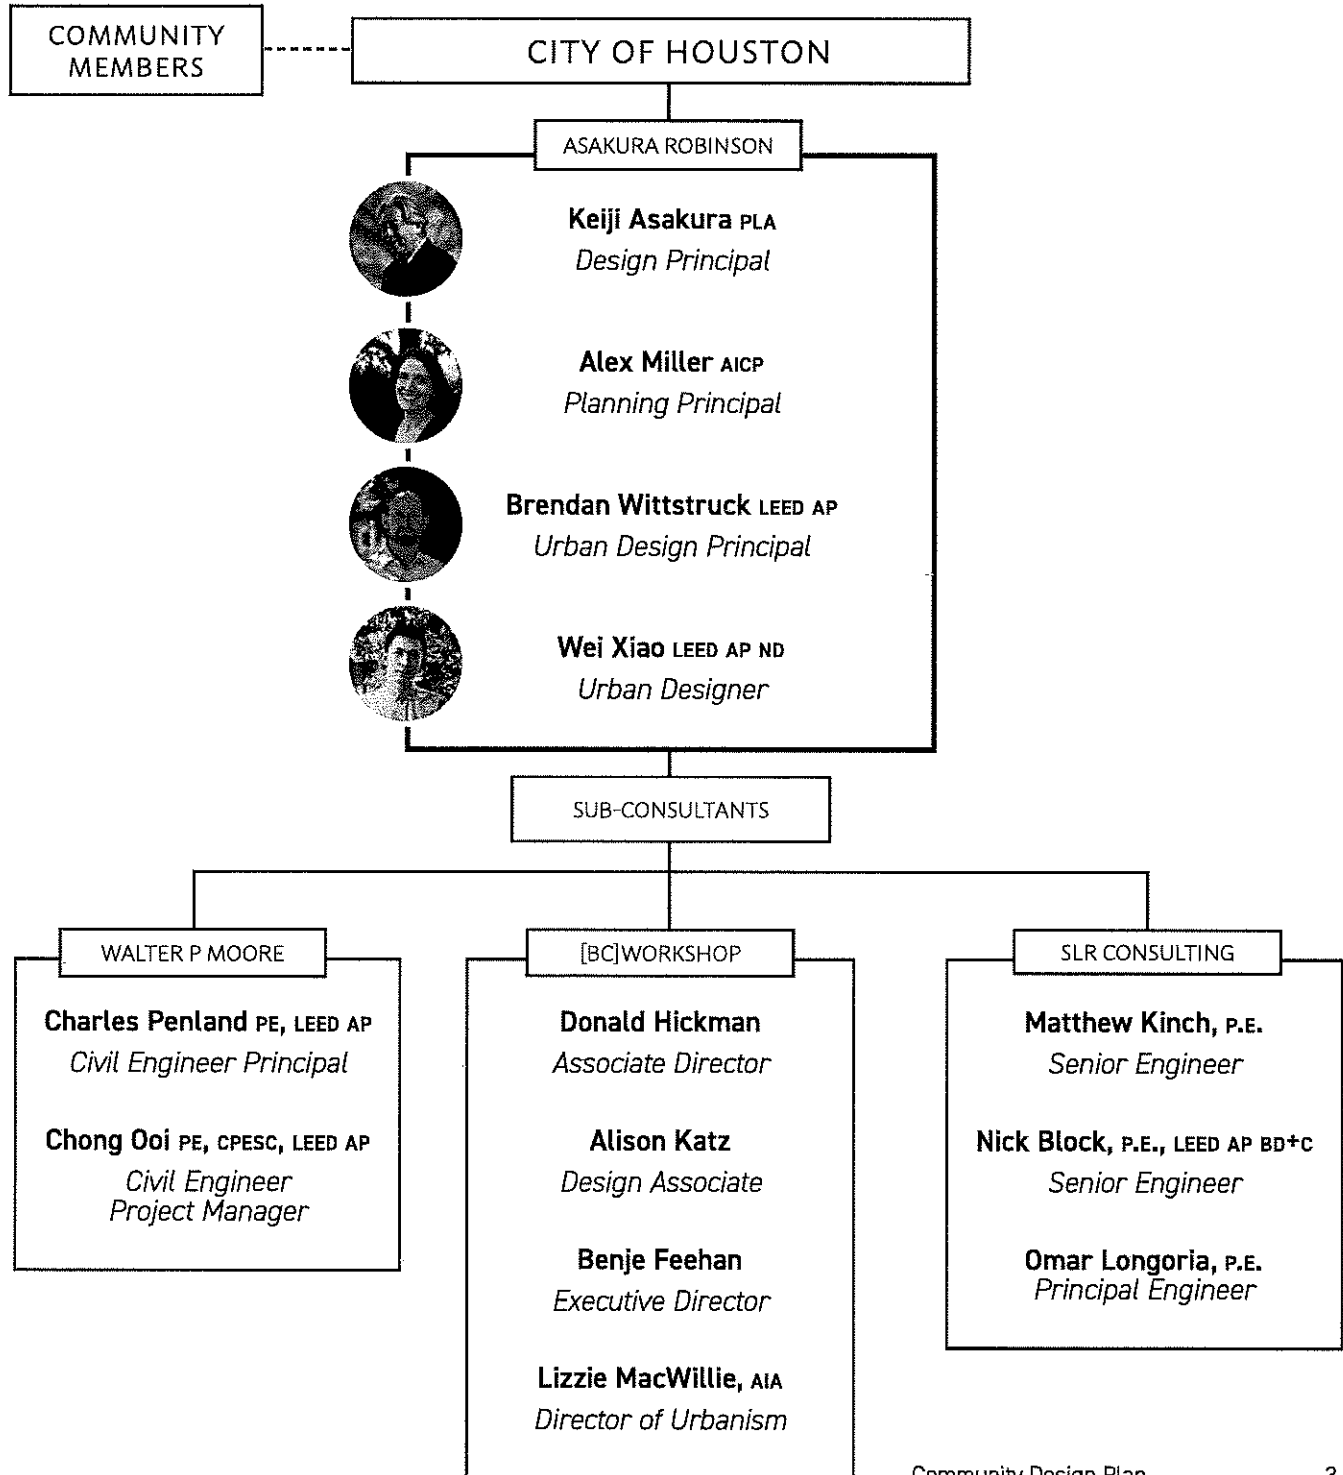 COMMUNITY
MEMBERS
CITY OF HOUSTON
ASAKURA ROBINSON
Keiji Asakura PLA
Design Principal
Alex Miller AICP
Planning Principal
Brendan Wittstruck LEED AP
Urban Design Principal
Wei Xiao LEED AP ND
Urban Designer
SUB-CONSULTANTS
WALTER P MOORE
Charles Penland PE, LEED AP
Civil Engineer Principal
Chong Ooi PE, CPESC, LEED AP
Civil Engineer
Project Manager
[BC]WORKSHOP
Donald Hickman
Associate Director
Alison Katz
Design Associate
Benje Feehan
Executive Director
Lizzie MacWillie, AIA
Director of Urbanism
SLR CONSULTING
Matthew Kinch, P.E.
Senior Engineer
Nick Block, P.E., LEED AP BD+C
Senior Engineer
Omar Longoria, P.E.
Principal Engineer
Community Design Plan